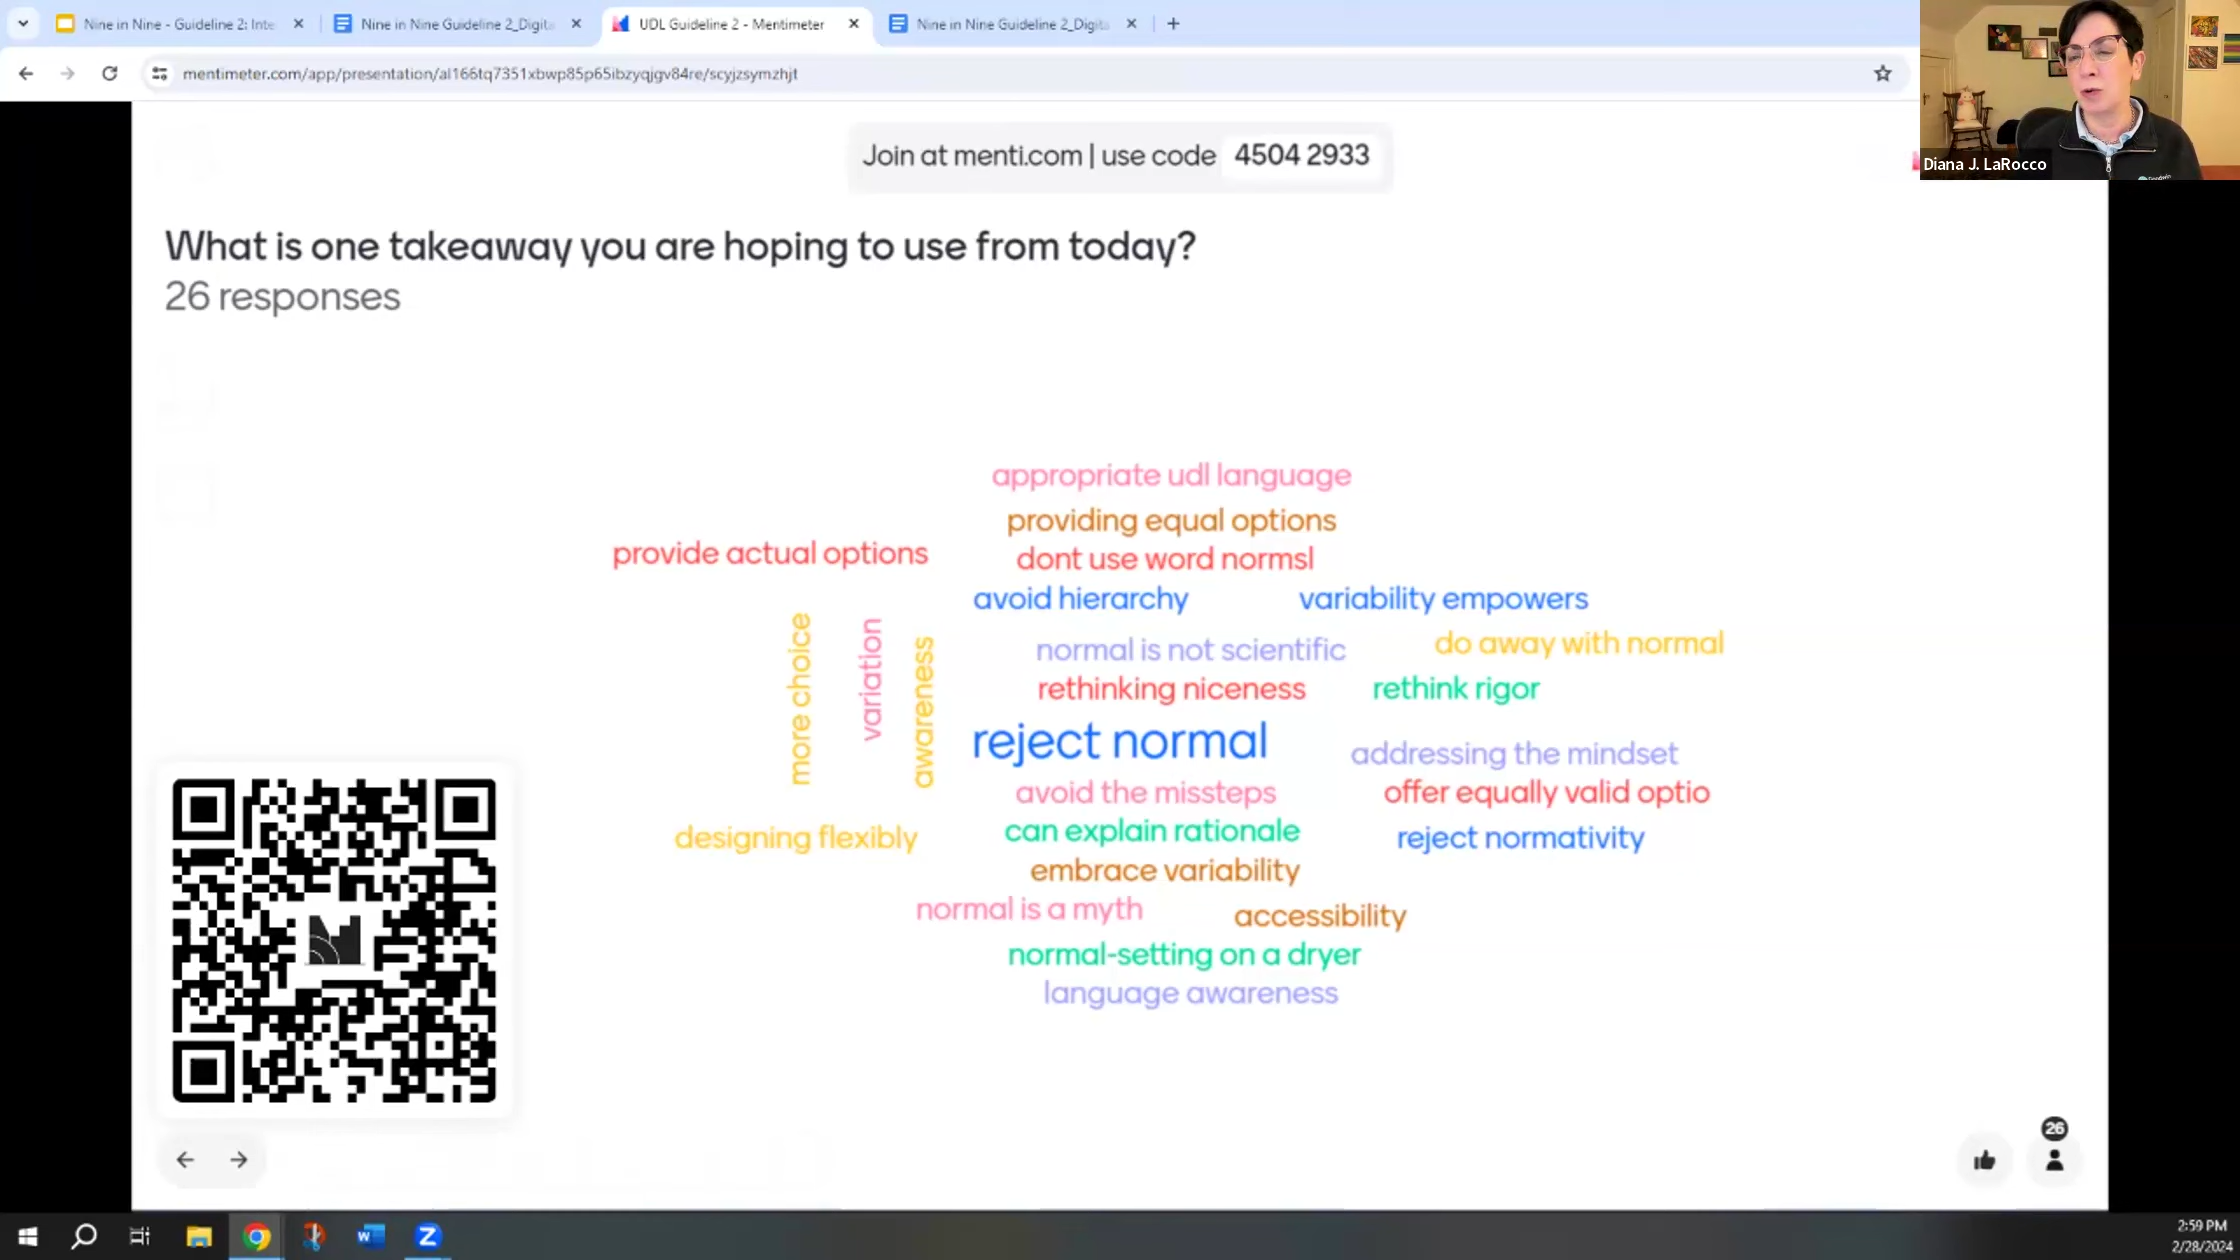 Nine in Nine - Guideline 2: Inte
Nine in Nine Guideline 2_Digit
UDL Guideline 2 - Mentimeter
Nine in Nine Guideline 2_Digit
mentimeter.com/app/presentation/al166tq7351xbwp85p65ibzyqjgv84re/scyjzsymzhjt
Diana J. LaRocco
Join at menti.com | use code 4504 2933
What is one takeaway you are hoping to use from today?
26 responses
appropriate udl language
providing equal options
provide actual options
dont use word normsl
avoid hierarchy
variability empowers
more choice
variation
awareness
normal is not scientific
do away with normal
rethinking niceness
rethink rigor
reject normal
addressing the mindset
avoid the missteps
offer equally valid optio
designing flexibly
can explain rationale
reject normativity
embrace variability
normal is a myth
accessibility
normal-setting on a dryer
language awareness
26
2:59 PM
2/28/2024